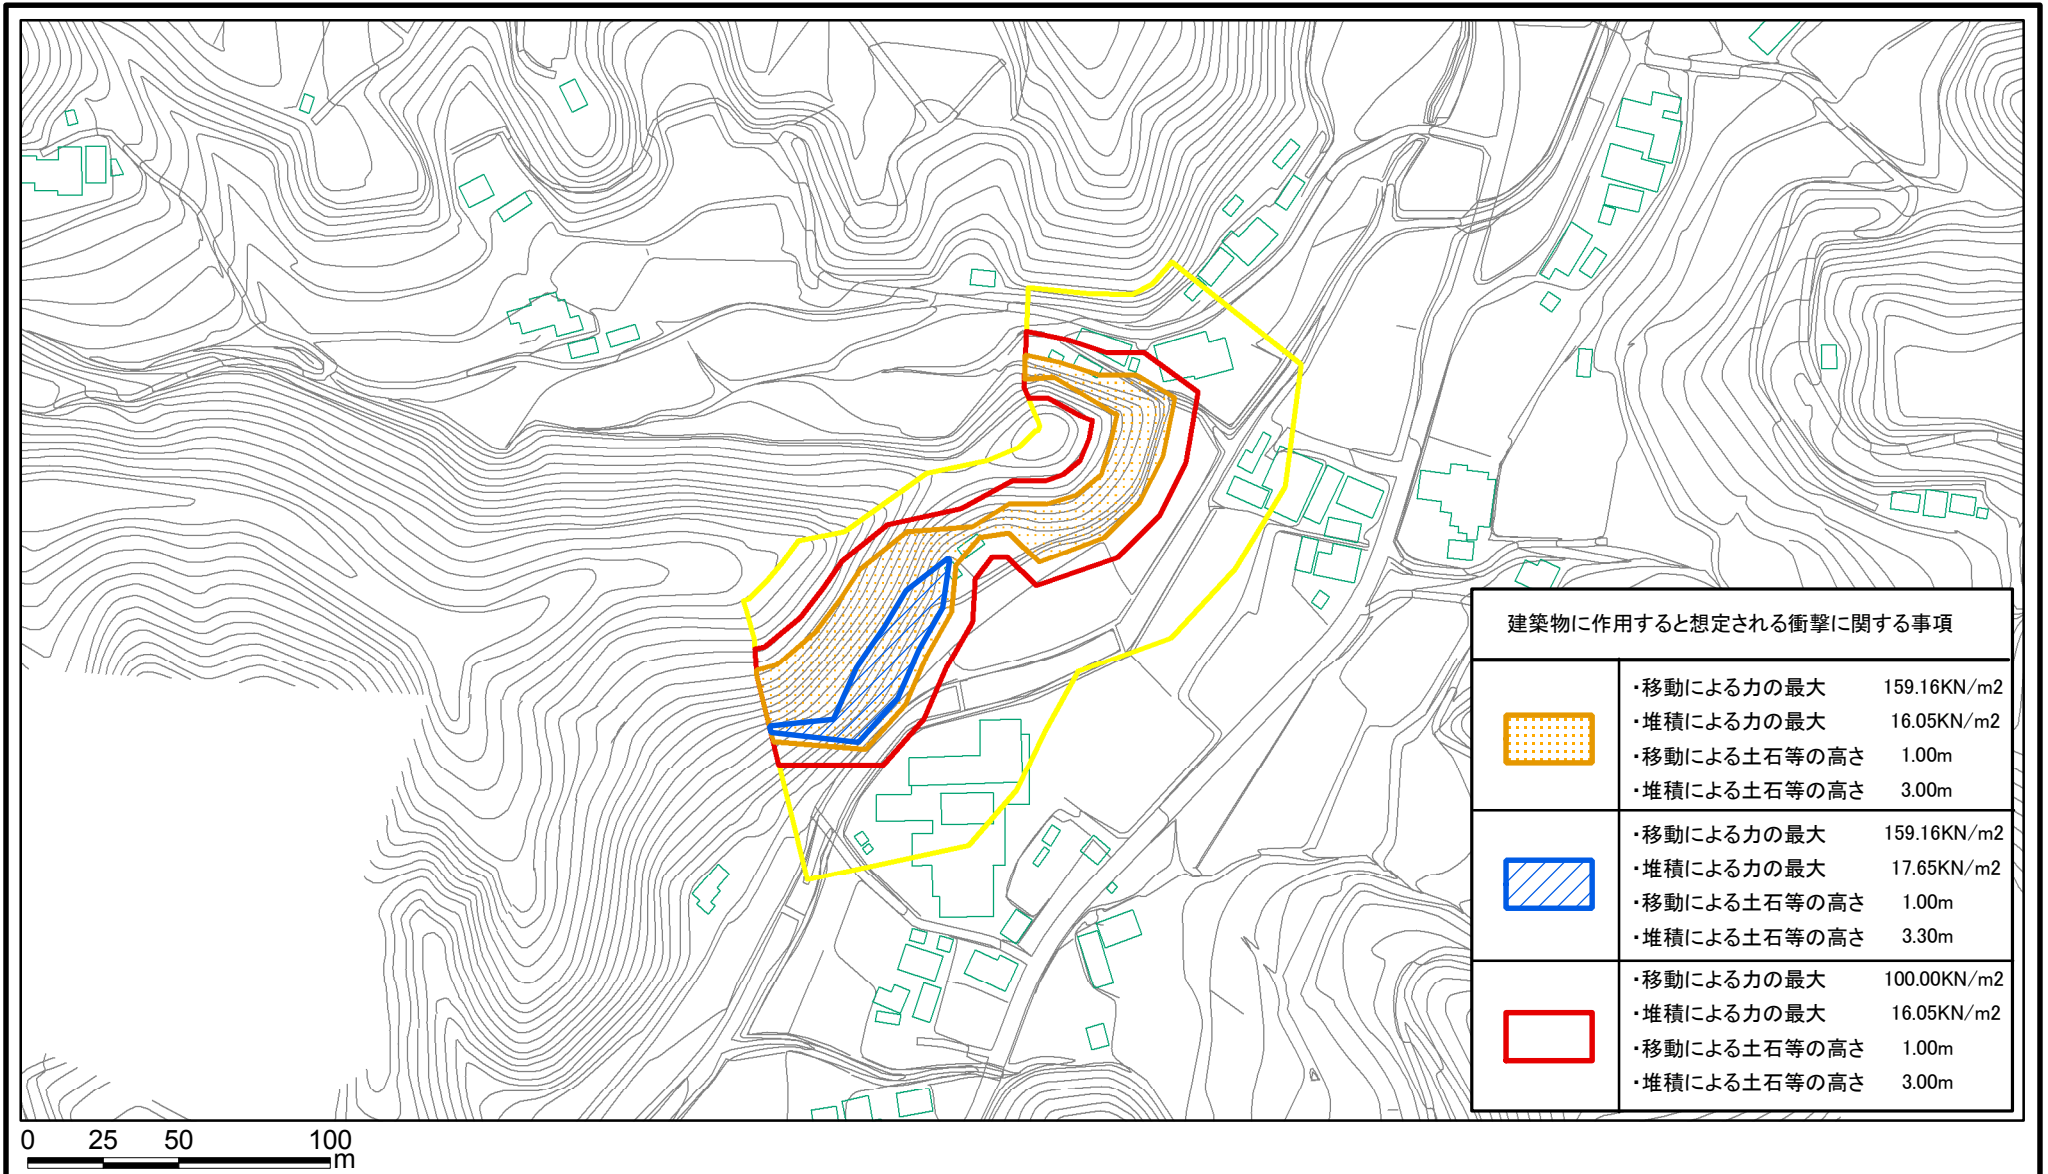 建築物に作用すると想定される衝撃に関する事項
・移動による力の最大 159.16KN/m2
・堆積による力の最大 16.05KN/m2
・移動による土石等の高さ 1.00m
・堆積による土石等の高さ 3.00m
・移動による力の最大 159.16KN/m2
・堆積による力の最大 17.65KN/m2
・移動による土石等の高さ 1.00m
・堆積による土石等の高さ 3.30m
・移動による力の最大 100.00KN/m2
・堆積による力の最大 16.05KN/m2
・移動による土石等の高さ 1.00m
・堆積による土石等の高さ 3.00m
0 25 50 100
m